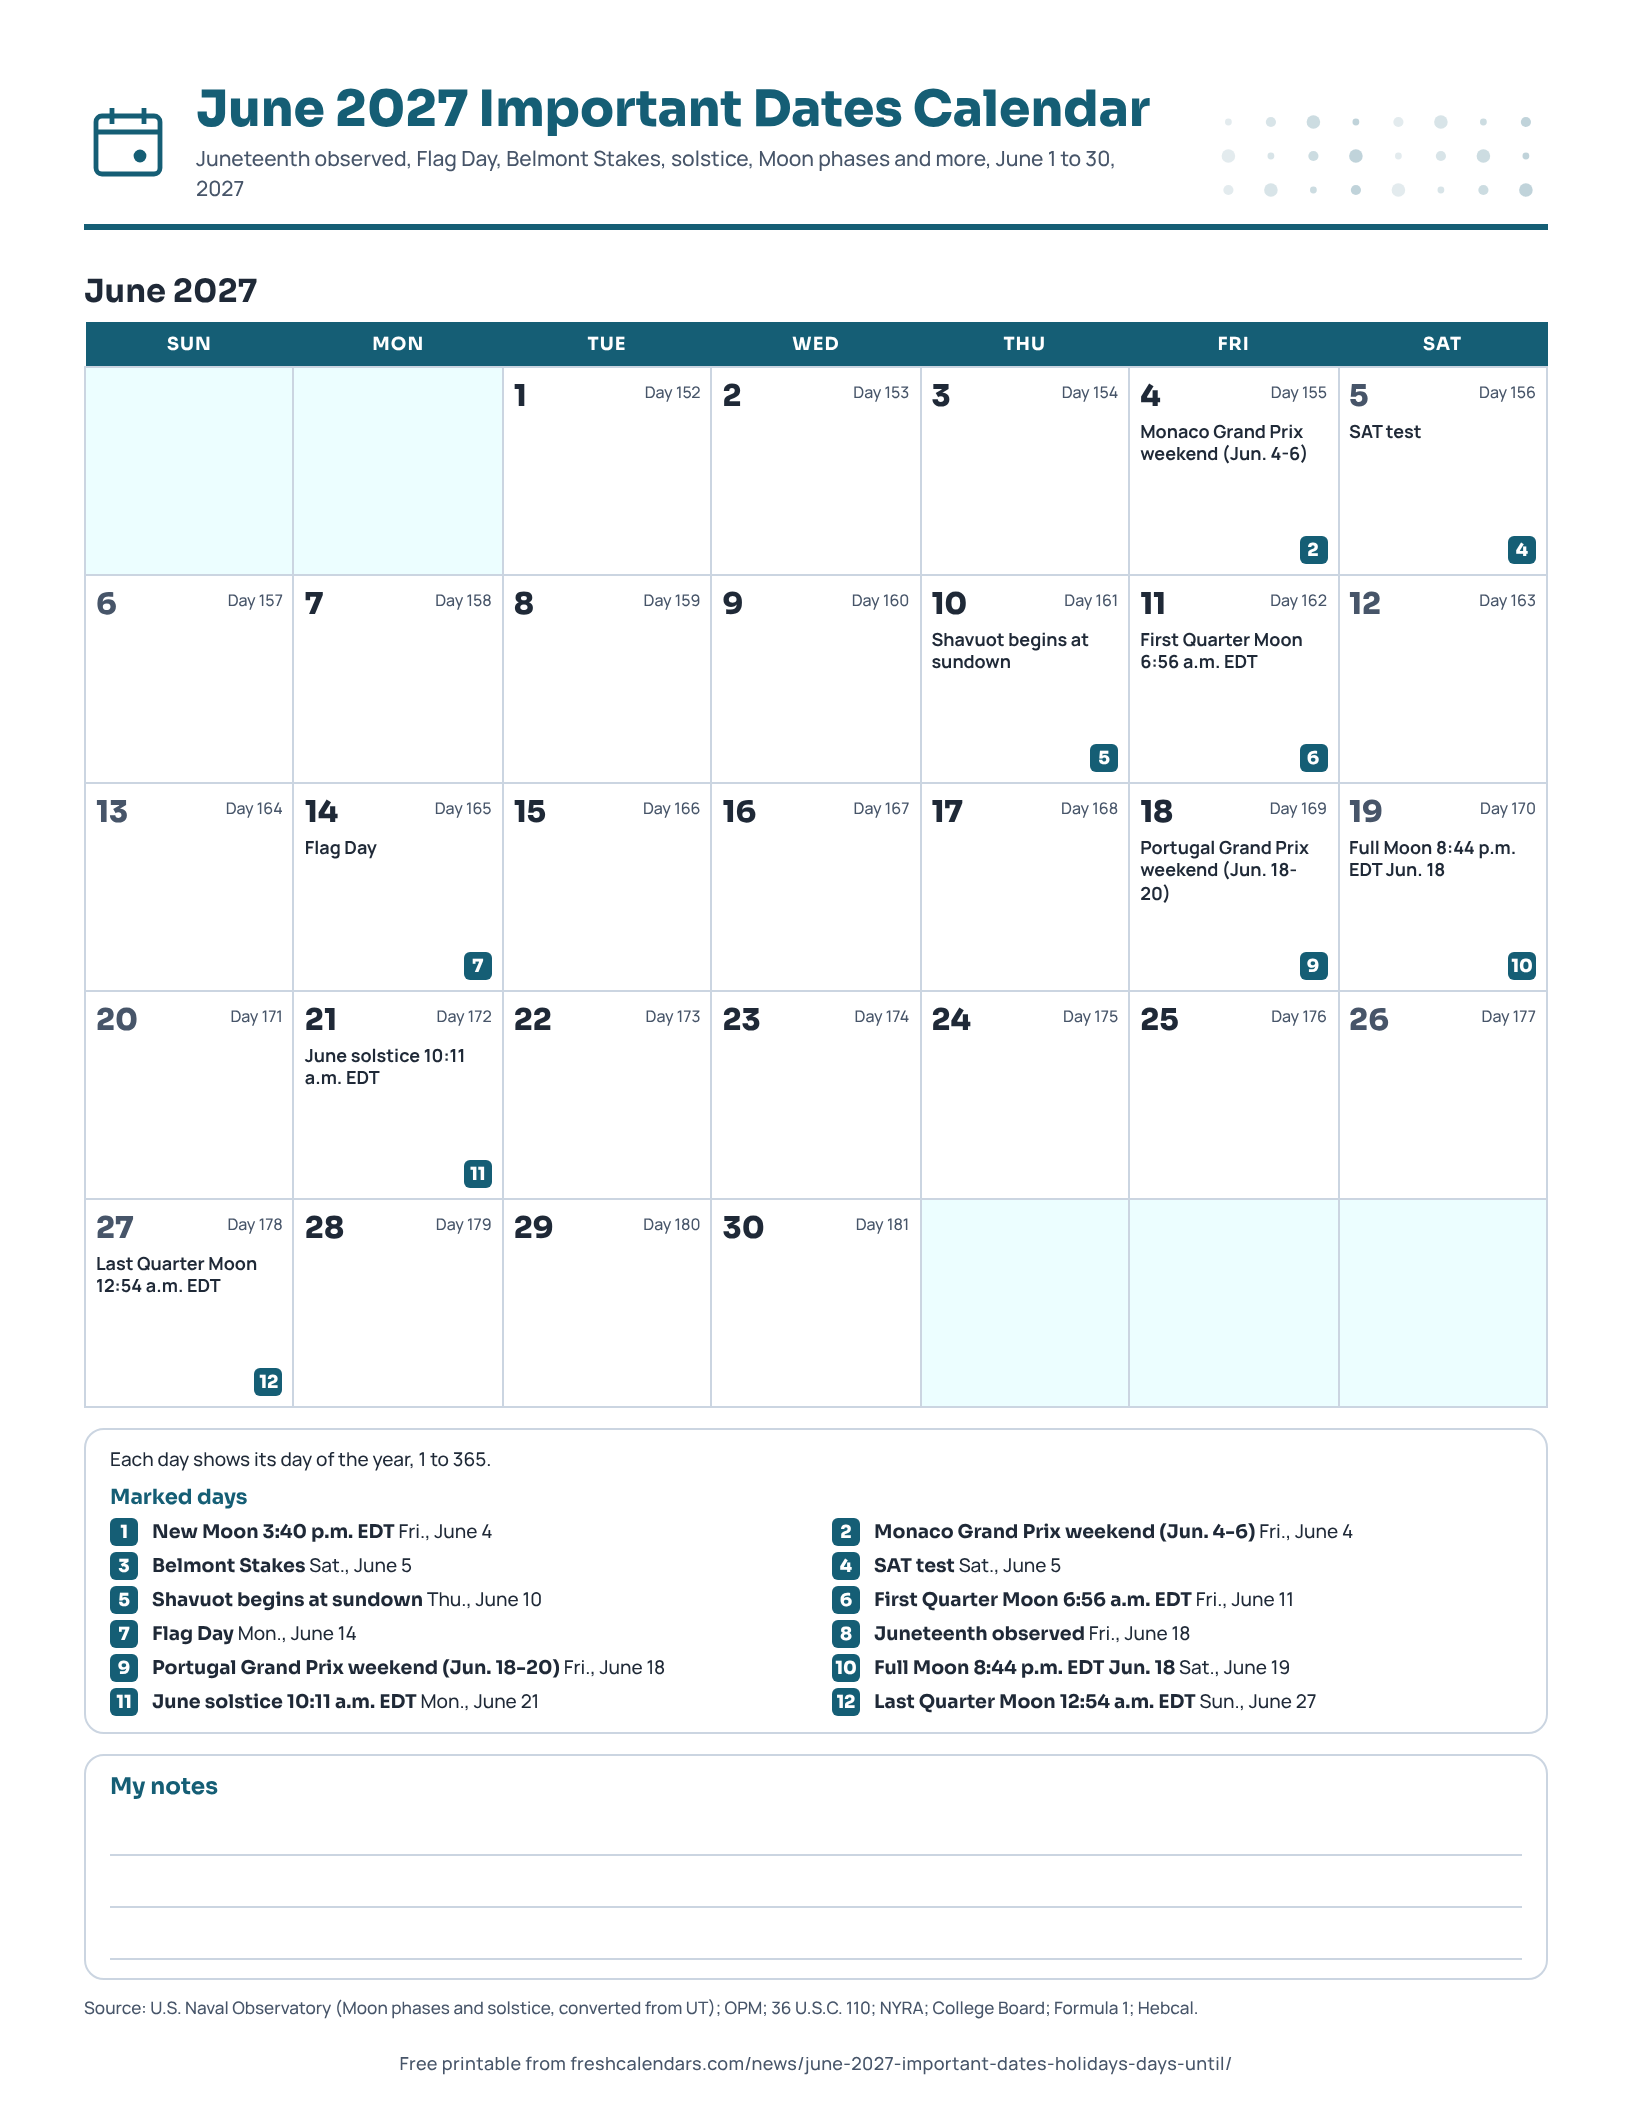 June 2027 Important Dates Calendar
Juneteenth observed, Flag Day, Belmont Stakes, solstice, Moon phases and more, June 1 to 30,
2027
June 2027
SUN MON TUE WED THU FRI SAT
1 Day 152 2 Day 153 3 Day 154 4 Day 155 5 Day 156
Monaco Grand Prix SAT test
weekend (Jun. 4-6)
2 4
6 Day 157 7 Day 158 8 Day 159 9 Day 160 10 Day 161 11 Day 162 12 Day 163
Shavuot begins at First Quarter Moon
sundown 6:56 a.m. EDT
5 6
13 Day 164 14 Day 165 15 Day 166 16 Day 167 17 Day 168 18 Day 169 19 Day 170
Flag Day Portugal Grand Prix Full Moon 8:44 p.m.
weekend (Jun. 18- EDT Jun. 18
20)
7 9 10
20 Day 171 21 Day 172 22 Day 173 23 Day 174 24 Day 175 25 Day 176 26 Day 177
June solstice 10:11
a.m. EDT
11
27 Day 178 28 Day 179 29 Day 180 30 Day 181
Last Quarter Moon
12:54 a.m. EDT
12
Each day shows its day of the year, 1 to 365.
Marked days
1 New Moon 3:40 p.m. EDT Fri., June 4 2 Monaco Grand Prix weekend (Jun. 4–6) Fri., June 4
3 Belmont Stakes Sat., June 5 4 SAT test Sat., June 5
5 Shavuot begins at sundown Thu., June 10 6 First Quarter Moon 6:56 a.m. EDT Fri., June 11
7 Flag Day Mon., June 14 8 Juneteenth observed Fri., June 18
9 Portugal Grand Prix weekend (Jun. 18–20) Fri., June 18 10 Full Moon 8:44 p.m. EDT Jun. 18 Sat., June 19
11 June solstice 10:11 a.m. EDT Mon., June 21 12 Last Quarter Moon 12:54 a.m. EDT Sun., June 27
My notes
Source: U.S. Naval Observatory (Moon phases and solstice, converted from UT); OPM; 36 U.S.C. 110; NYRA; College Board; Formula 1; Hebcal.
Free printable from freshcalendars.com/news/june-2027-important-dates-holidays-days-until/